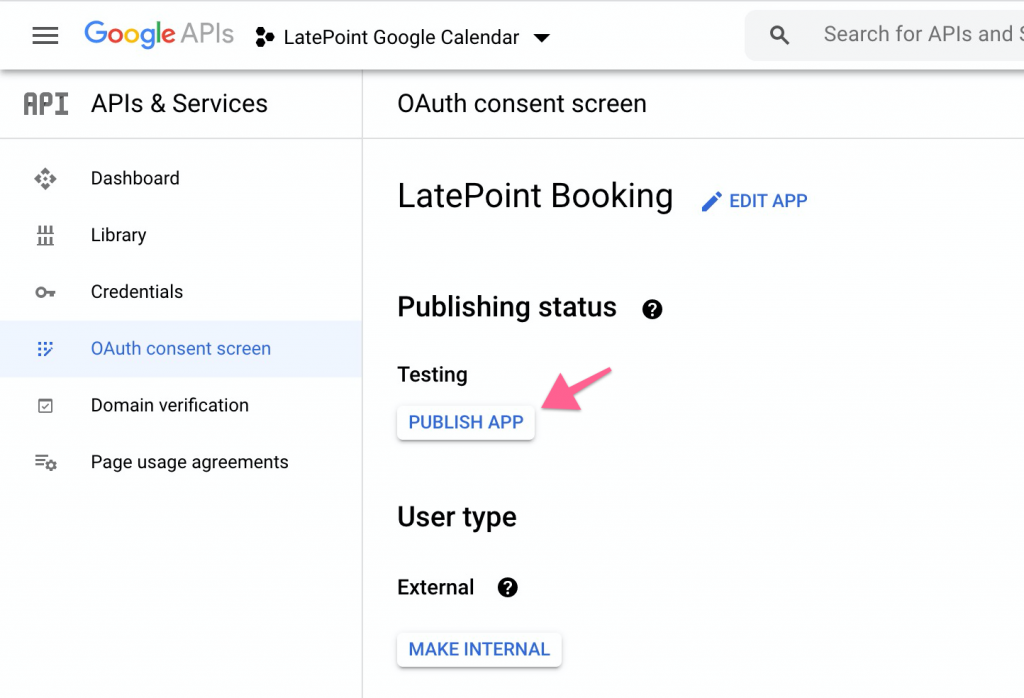 Google APIs
LatePoint Google Calendar
Search for APIs and
API
APIs & Services
Dashboard
Library
Credentials
OAuth consent screen
Domain verification
Page usage agreements
OAuth consent screen
LatePoint Booking
EDIT APP
Publishing status
Testing
PUBLISH APP
User type
External
MAKE INTERNAL